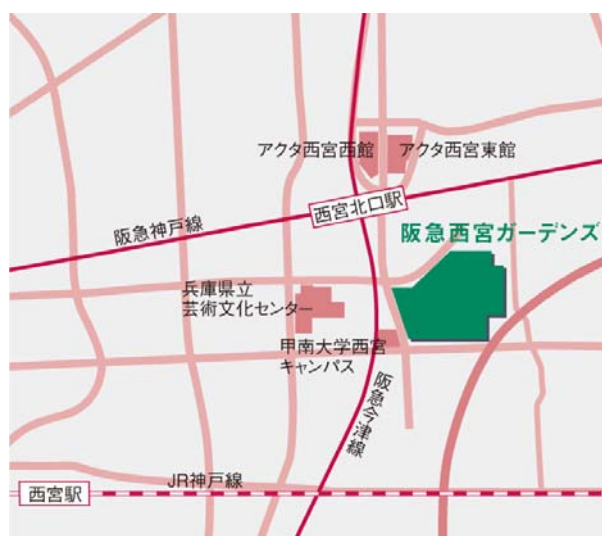 アクタ西宮西館
アクタ西宮東館
西宮北口駅
阪急神戸線
阪急西宮ガーデンズ
兵庫県立
芸術文化センター
甲南大学西宮
キャンパス
阪急今津線
JR神戸線
西宮駅